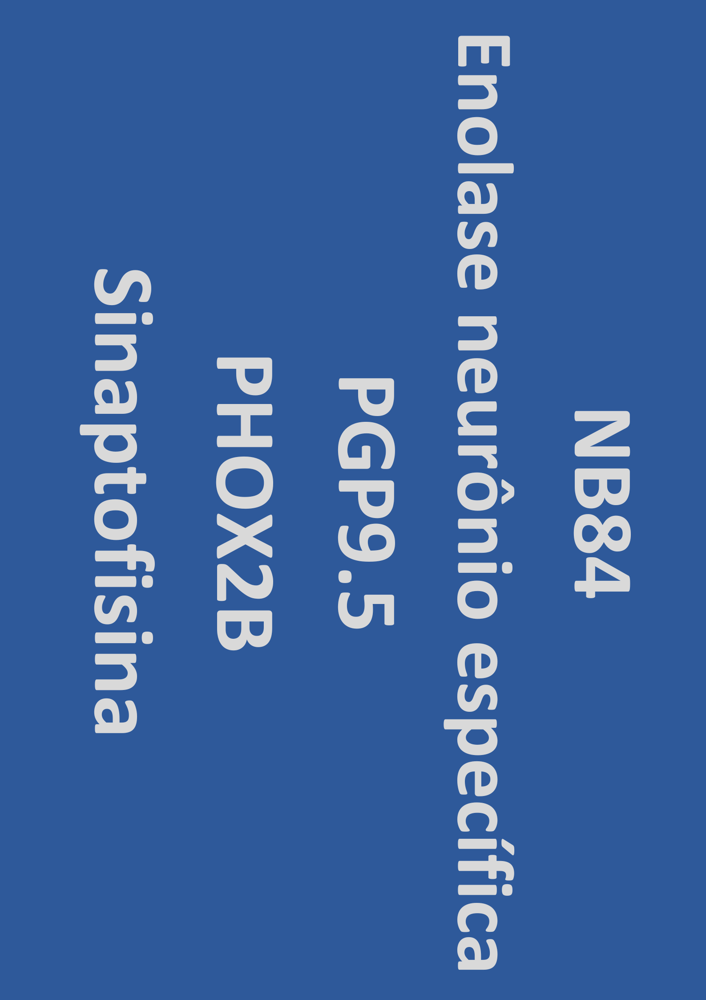 NB84
Enolase neurônio específica
PGP9.5
PHOX2B
Sinaptofisina